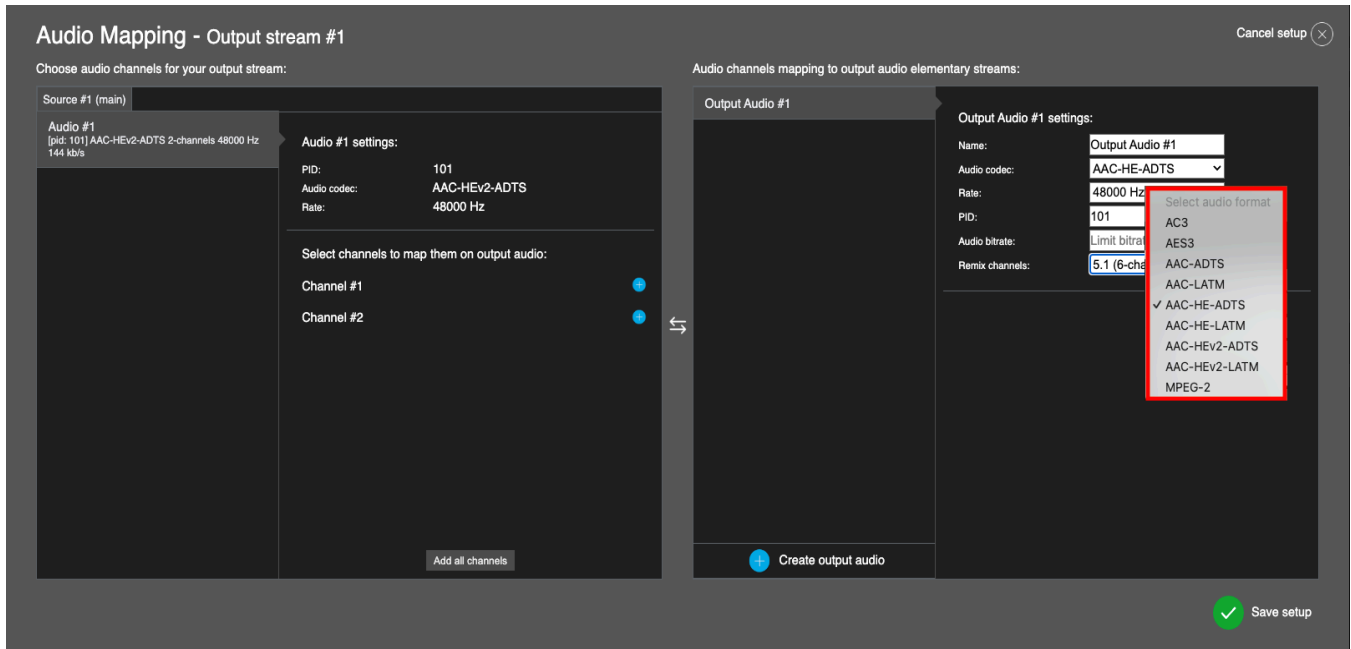 Audio Mapping - Output stream #1
Cancel setup
Choose audio channels for your output stream:
Audio channels mapping to output audio elementary streams:
Source #1 (main)
Audio #1
[pid: 101] AAC-HEv2-ADTS 2-channels 48000 Hz
144 kb/s
Audio #1 settings:
PID: 101
Audio codec: AAC-HEv2-ADTS
Rate: 48000 Hz
Select channels to map them on output audio:
Channel #1
Channel #2
Add all channels
Output Audio #1
Create output audio
Output Audio #1 settings:
Name: Output Audio #1
Audio codec: AAC-HE-ADTS
Rate: 48000 Hz
PID: 101
Audio bitrate: Limit bitra
Remix channels: 5.1 (6-cha
Select audio format
AC3
AES3
AAC-ADTS
AAC-LATM
✓ AAC-HE-ADTS
AAC-HE-LATM
AAC-HEv2-ADTS
AAC-HEv2-LATM
MPEG-2
Save setup